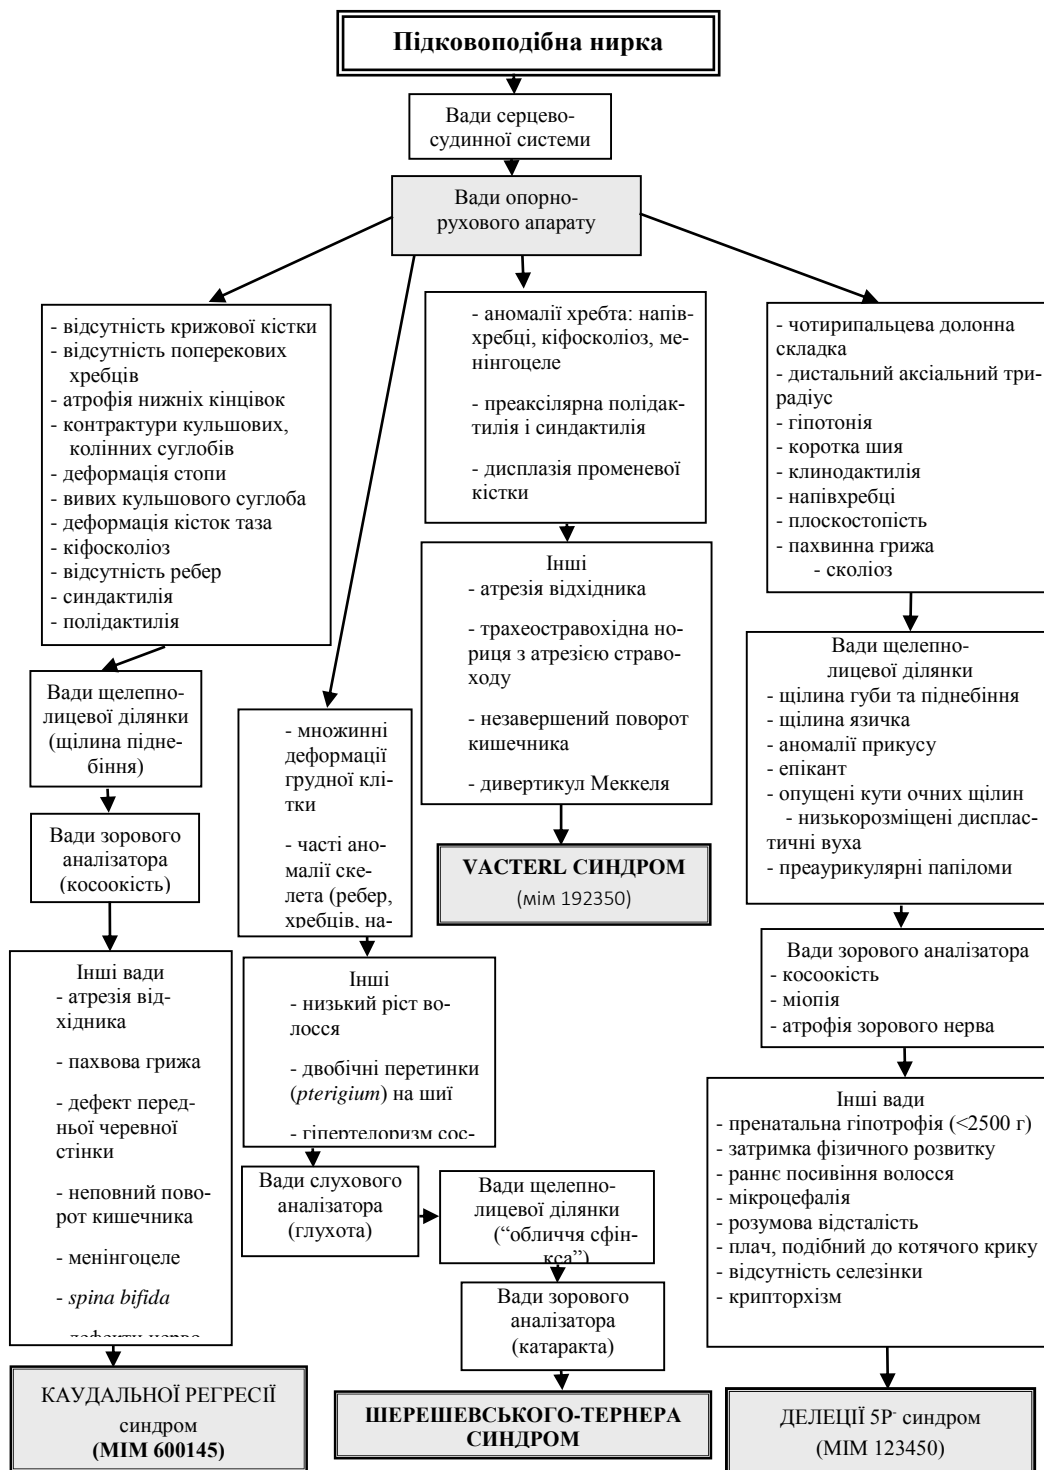 Підковоподібна нирка
Вади серцево-
судинної системи
Вади опорно-
рухового апарату
- відсутність крижової кістки
- відсутність поперекових
хребців
- атрофія нижніх кінцівок
- контрактури кульшових,
колінних суглобів
- деформація стопи
- вивих кульшового суглоба
- деформація кісток таза
- кіфосколіоз
- відсутність ребер
- синдактилія
- полідактилія
Вади щелепно-
лицевої ділянки
(щілина підне-
біння)
Вади зорового
аналізатора
(косоокість)
Інші вади
- атрезія від-
хідника
- пахвова грижа
- дефект перед-
ньої черевної
стінки
- неповний пово-
рот кишечника
- менінгоцеле
- spina bifida
- дефекти нерво-
КАУДАЛЬНОЇ РЕГРЕСІЇ
синдром
(МІМ 600145)
- множинні
деформації
грудної клі-
тки
- часті ано-
малії ске-
лета (ребер,
хребців, на-
Інші
- низький ріст во-
лосся
- двобічні перетинки
(pterigium) на шиї
- гіпертелоризм сос-
Вади слухового
аналізатора
(глухота)
Вади щелепно-
лицевої ділянки
(“обличчя сфін-
кса”)
Вади зорового
аналізатора
(катаракта)
ШЕРЕШЕВСЬКОГО-ТЕРНЕРА
СИНДРОМ
- аномалії хребта: напів-
хребці, кіфосколіоз, ме-
нінгоцеле
- преаксілярна полідак-
тилія і синдактилія
- дисплазія променевої
кістки
Інші
- атрезія відхідника
- трахеостравохідна но-
риця з атрезією страво-
ходу
- незавершений поворот
кишечника
- дивертикул Меккеля
VACTERL СИНДРОМ
(мім 192350)
- чотирипальцева долонна
складка
- дистальний аксіальний три-
радіус
- гіпотонія
- коротка шия
- клинодактилія
- напівхребці
- плоскостопість
- пахвинна грижа
- сколіоз
Вади щелепно-
лицевої ділянки
- щілина губи та піднебіння
- щілина язичка
- аномалії прикусу
- епікант
- опущені кути очних щілин
- низькорозміщені диспластичні вуха
- преаурикулярні папіломи
Вади зорового аналізатора
- косоокість
- міопія
- атрофія зорового нерва
Інші вади
- пренатальна гіпотрофія (<2500 г)
- затримка фізичного розвитку
- раннє посивіння волосся
- мікроцефалія
- розумова відсталість
- плач, подібний до котячого крику
- відсутність селезінки
- крипторхізм
ДЕЛЕЦІЇ 5Р- синдром
(МІМ 123450)